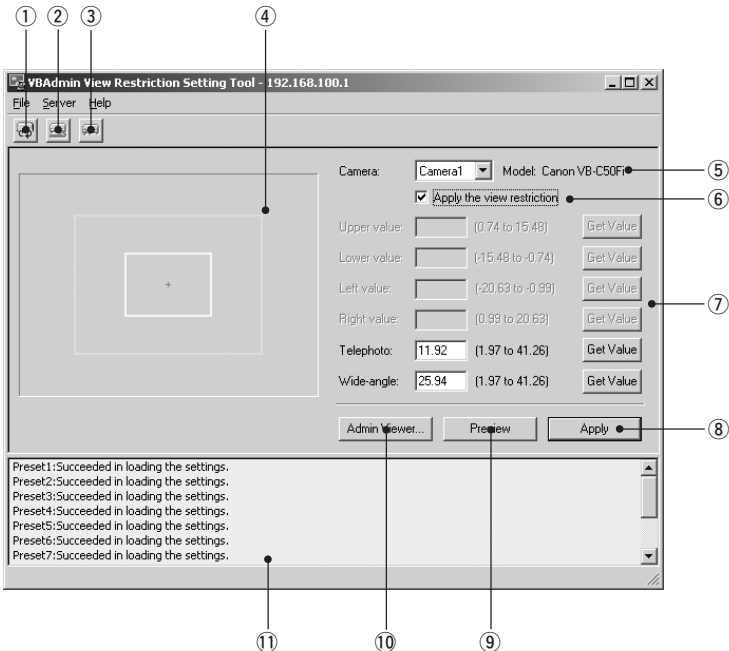 ① ② ③ ④
VBAdmin View Restriction Setting Tool - 192.168.100.1
File Server Help
Camera: Camera1 Model: Canon VB-C50Fi ⑤
Apply the view restriction ⑥
Upper value: (0.74 to 15.48) Get Value
Lower value: (-15.48 to -0.74) Get Value
Left value: (-20.63 to -0.99) Get Value
⑦
Right value: (0.99 to 20.63) Get Value
Telephoto: 11.92 (1.97 to 41.26) Get Value
Wide-angle: 25.94 (1.97 to 41.26) Get Value
Admin Viewer... Preview Apply ⑧
Preset1:Succeeded in loading the settings.
Preset2:Succeeded in loading the settings.
Preset3:Succeeded in loading the settings.
Preset4:Succeeded in loading the settings.
Preset5:Succeeded in loading the settings.
Preset6:Succeeded in loading the settings.
Preset7:Succeeded in loading the settings.
⑪ ⑩ ⑨